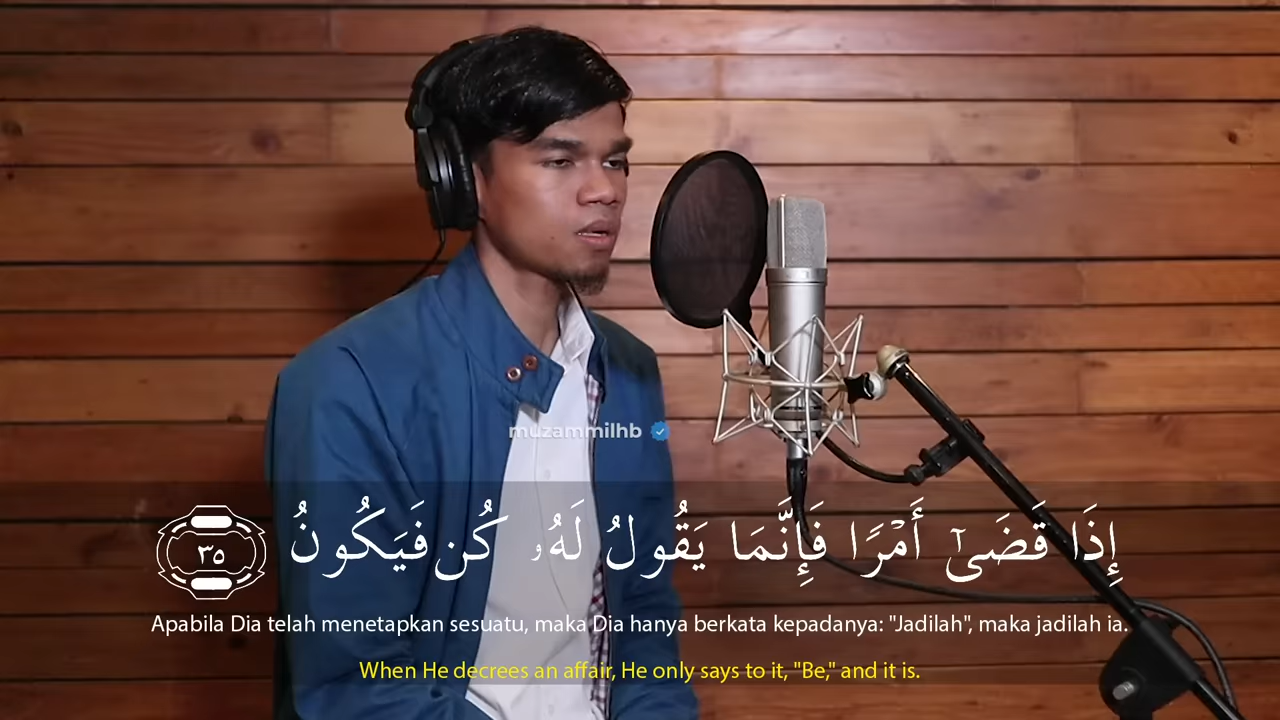 muzammilhb
إِذَا قَضَىٰٓ أَمْرًا فَإِنَّمَا يَقُولُ لَهُۥ كُن فَيَكُونُ ٣٥
Apabila Dia telah menetapkan sesuatu, maka Dia hanya berkata kepadanya: "Jadilah", maka jadilah ia.
When He decrees an affair, He only says to it, "Be," and it is.